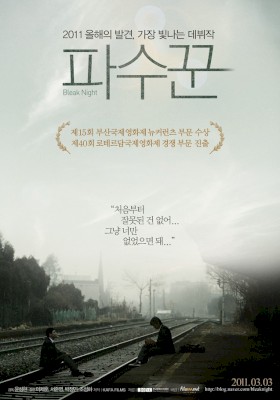 2011 올해의 발견, 가장 빛나는 데뷔작
파수꾼
Bleak Night
제15회 부산국제영화제 뉴커런츠 부문 수상
제40회 로테르담국제영화제 경쟁 부문 진출
"처음부터
잘못된 건 없어...
그냥 너만
없었으면 돼..."
2011.03.03